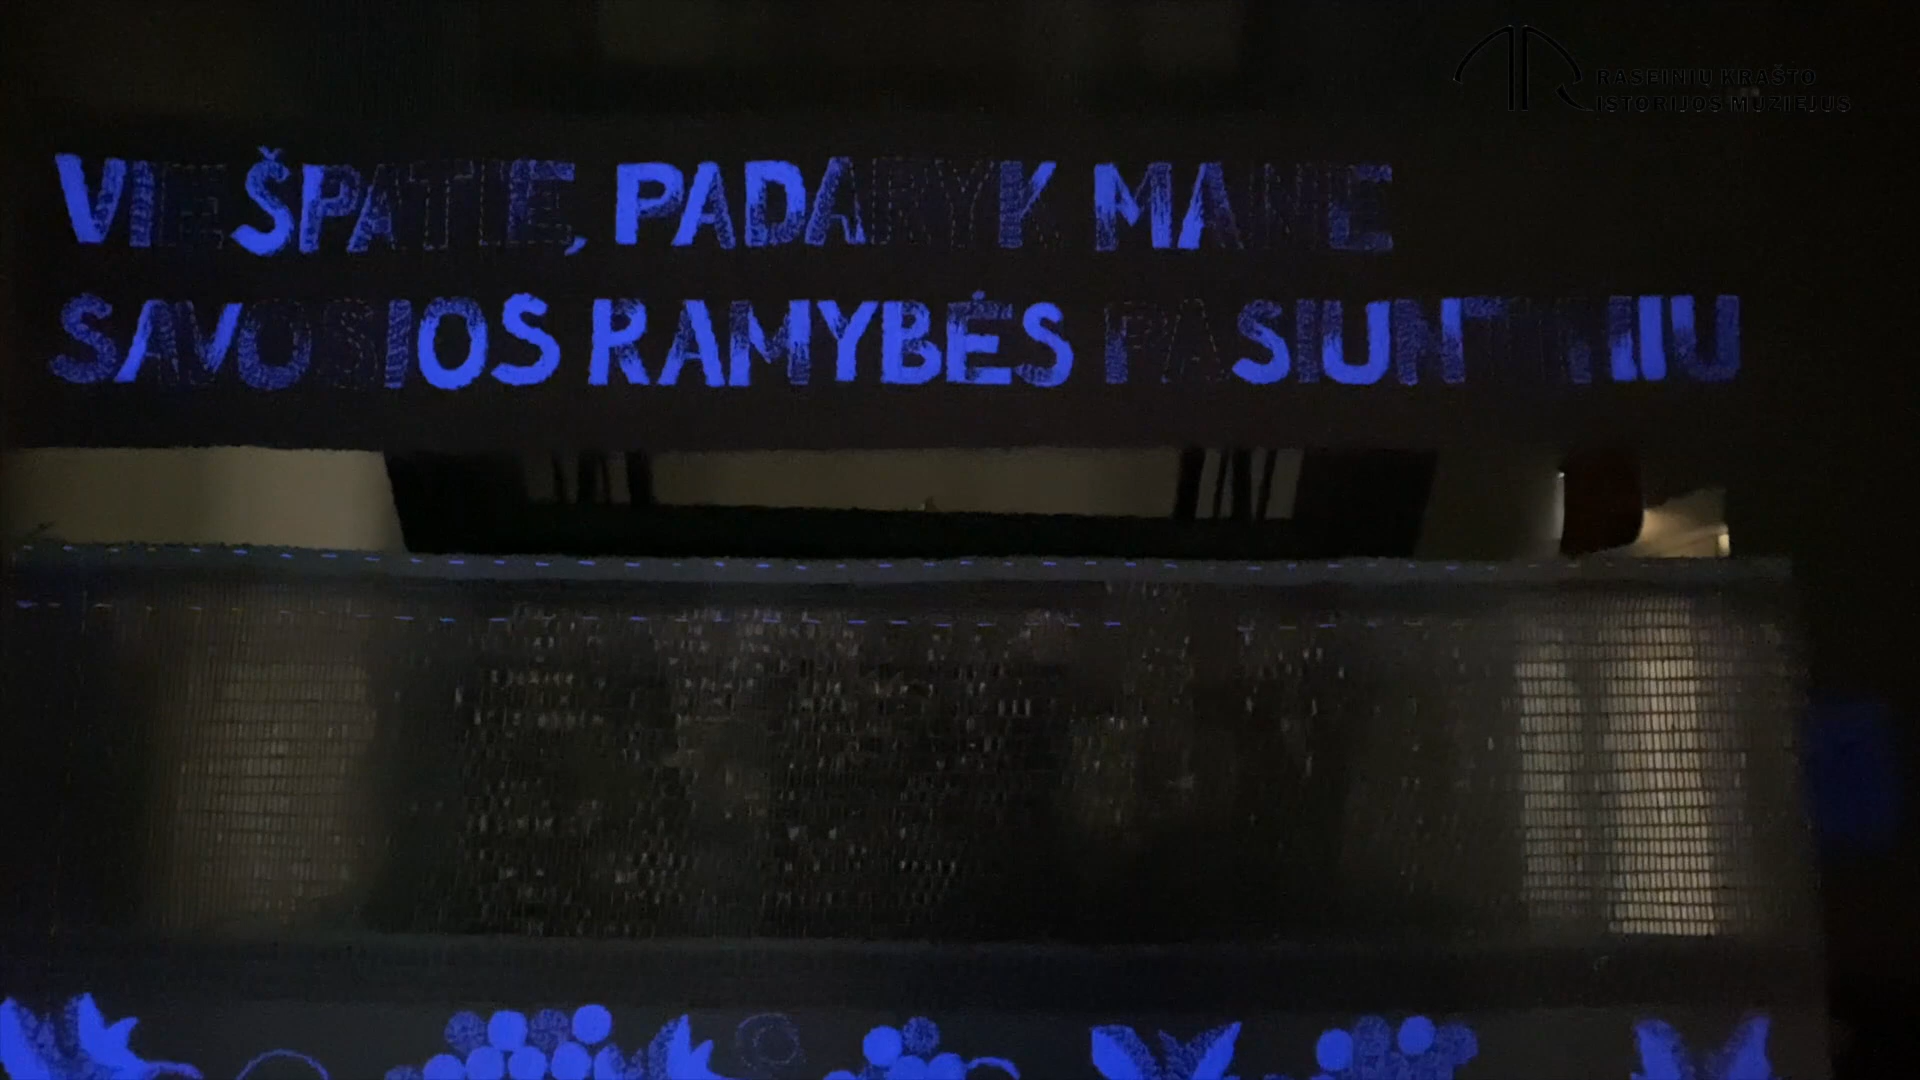 RASEINIŲ KRAŠTO
ISTORIJOS MUZIEJUS
VIEŠPATIE, PADARYK MANE
SAVOSIOS RAMYBĖS PASIUNTINIU